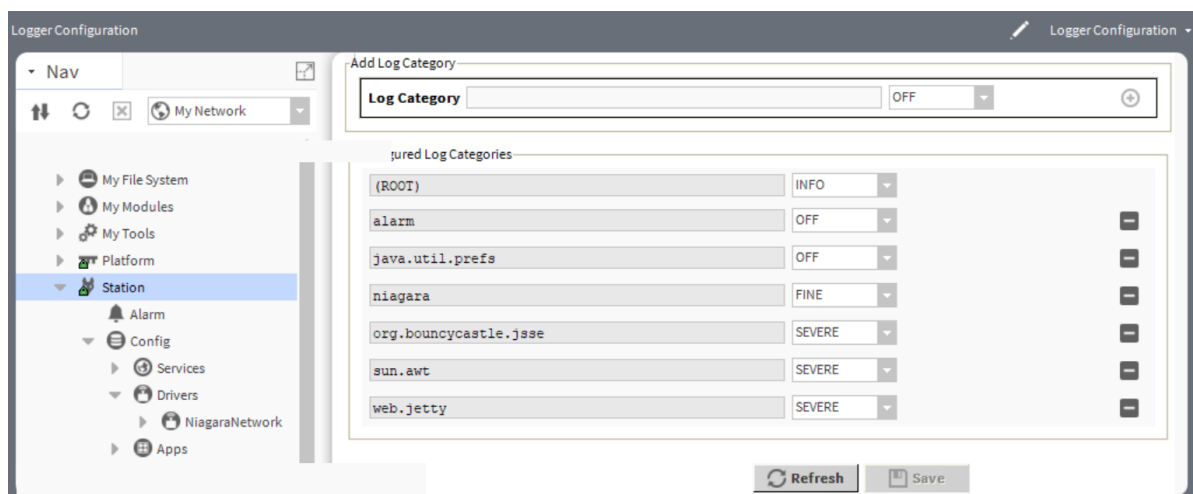 Logger Configuration
Logger Configuration
Nav
My Network
My File System
My Modules
My Tools
Platform
Station
Alarm
Config
Services
Drivers
NiagaraNetwork
Apps
Add Log Category
Log Category OFF
gured Log Categories
(ROOT) INFO
alarm OFF
java.util.prefs OFF
niagara FINE
org.bouncycastle.jsse SEVERE
sun.awt SEVERE
web.jetty SEVERE
Refresh Save